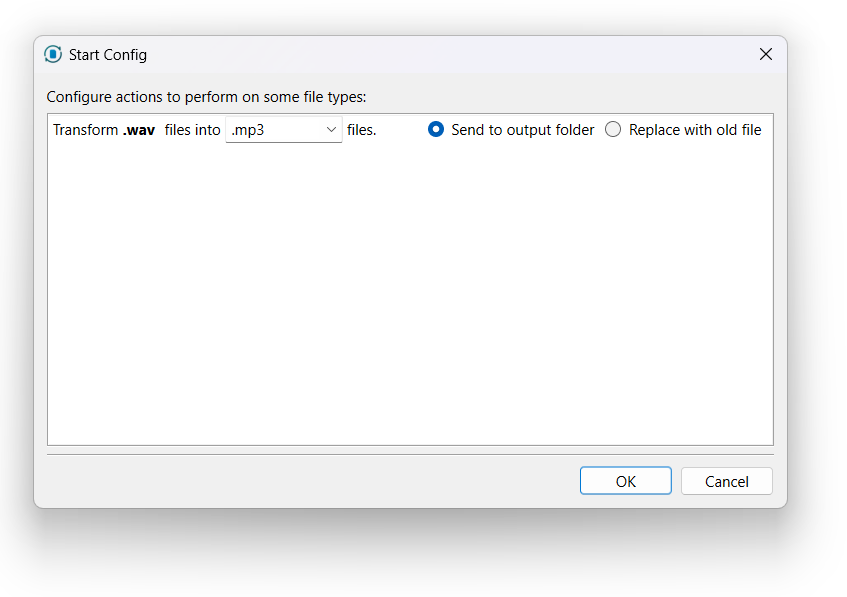 Start Config
Configure actions to perform on some file types:
Transform .wav files into .mp3 files. Send to output folder Replace with old file
OK Cancel